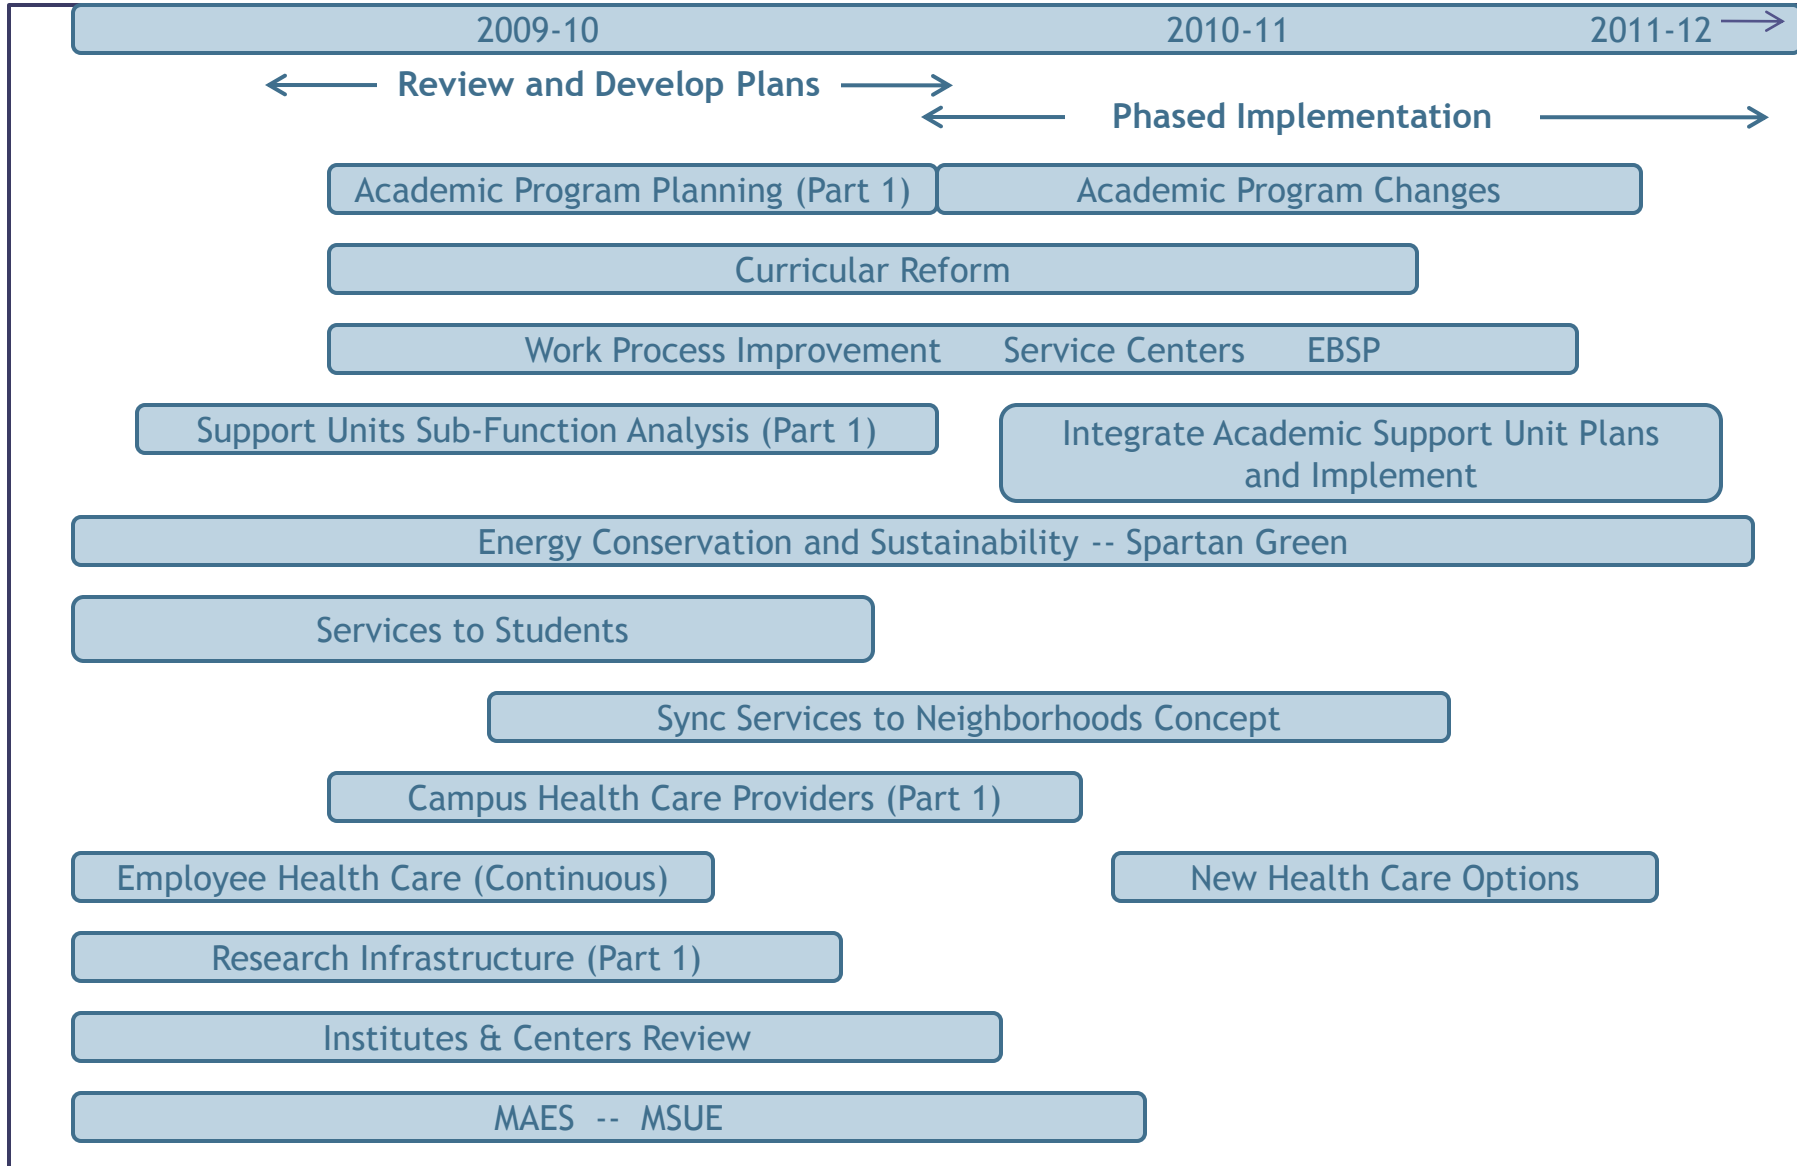 2009-10 2010-11 2011-12
Review and Develop Plans
Phased Implementation
Academic Program Planning (Part 1) Academic Program Changes
Curricular Reform
Work Process Improvement Service Centers EBSP
Support Units Sub-Function Analysis (Part 1)
Integrate Academic Support Unit Plans
and Implement
Energy Conservation and Sustainability -- Spartan Green
Services to Students
Sync Services to Neighborhoods Concept
Campus Health Care Providers (Part 1)
Employee Health Care (Continuous) New Health Care Options
Research Infrastructure (Part 1)
Institutes & Centers Review
MAES -- MSUE